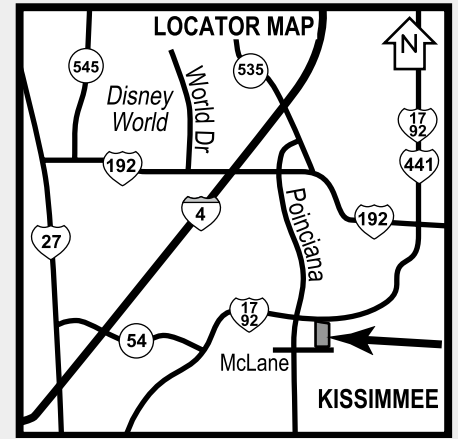 LOCATOR MAP
N
545
535
Disney
World
World Dr
17
92
441
192
4
Poinciana
192
27
17
92
54
McLane
KISSIMMEE